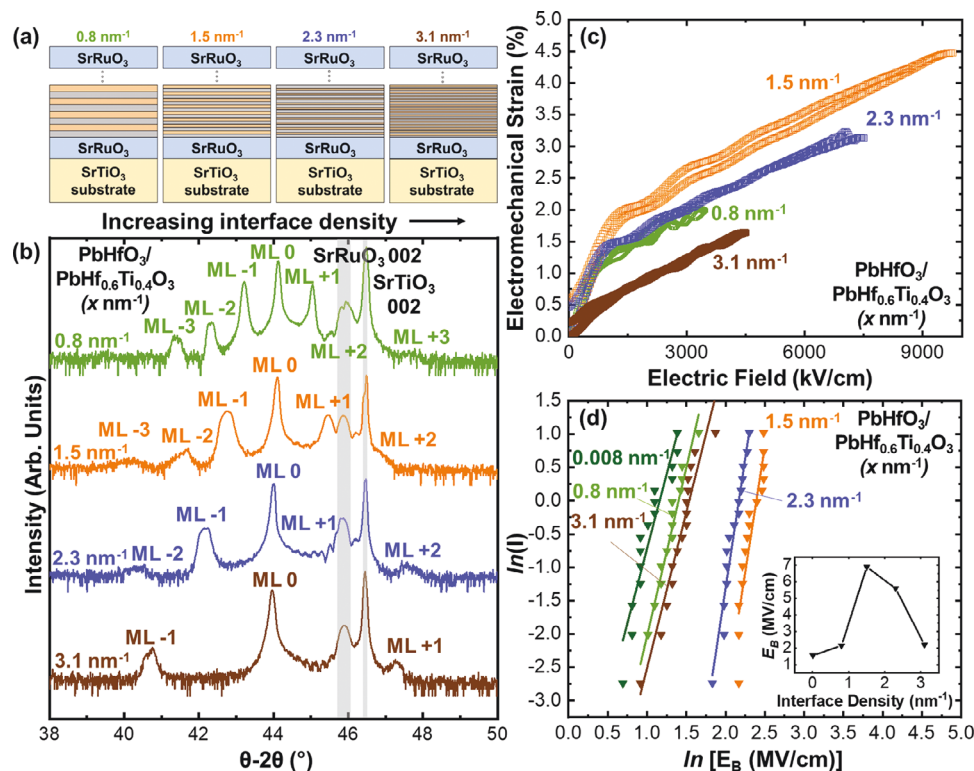 (a)
0.8 nm⁻¹ 1.5 nm⁻¹ 2.3 nm⁻¹ 3.1 nm⁻¹
SrRuO₃ SrRuO₃ SrRuO₃ SrRuO₃
SrRuO₃ SrRuO₃ SrRuO₃ SrRuO₃
SrTiO₃ SrTiO₃ SrTiO₃ SrTiO₃
substrate substrate substrate substrate
Increasing interface density
(b)
PbHfO₃/
PbHf₀.₆Ti₀.₄O₃
(x nm⁻¹)
ML -3
ML -2
ML -1
ML 0
ML +1
SrRuO₃ 002
SrTiO₃
002
ML +2
ML +3
0.8 nm⁻¹
ML -3
ML -2
ML -1
ML 0
ML +1
ML +2
1.5 nm⁻¹
ML -2
ML -1
ML 0
ML +1
ML +2
2.3 nm⁻¹
ML -1
ML 0
ML +1
3.1 nm⁻¹
Intensity (Arb. Units)
38 40 42 44 46 48 50
θ-2θ (°)
(c)
Electromechanical Strain (%)
5.0
4.5
4.0
3.5
3.0
2.5
2.0
1.5
1.0
0.5
0.0
1.5 nm⁻¹
2.3 nm⁻¹
0.8 nm⁻¹
3.1 nm⁻¹
PbHfO₃/
PbHf₀.₆Ti₀.₄O₃
(x nm⁻¹)
0 3000 6000 9000
Electric Field (kV/cm)
(d)
ln(I)
1.5
1.0
0.5
0.0
-0.5
-1.0
-1.5
-2.0
-2.5
-3.0
0.008 nm⁻¹
0.8 nm⁻¹
3.1 nm⁻¹
1.5 nm⁻¹
2.3 nm⁻¹
PbHfO₃/
PbHf₀.₆Ti₀.₄O₃
(x nm⁻¹)
E_B (MV/cm)
7
6
5
4
3
2
1
0 1 2 3
Interface Density (nm⁻¹)
0.0 0.5 1.0 1.5 2.0 2.5 3.0 3.5 4.0 4.5 5.0
ln [E_B (MV/cm)]